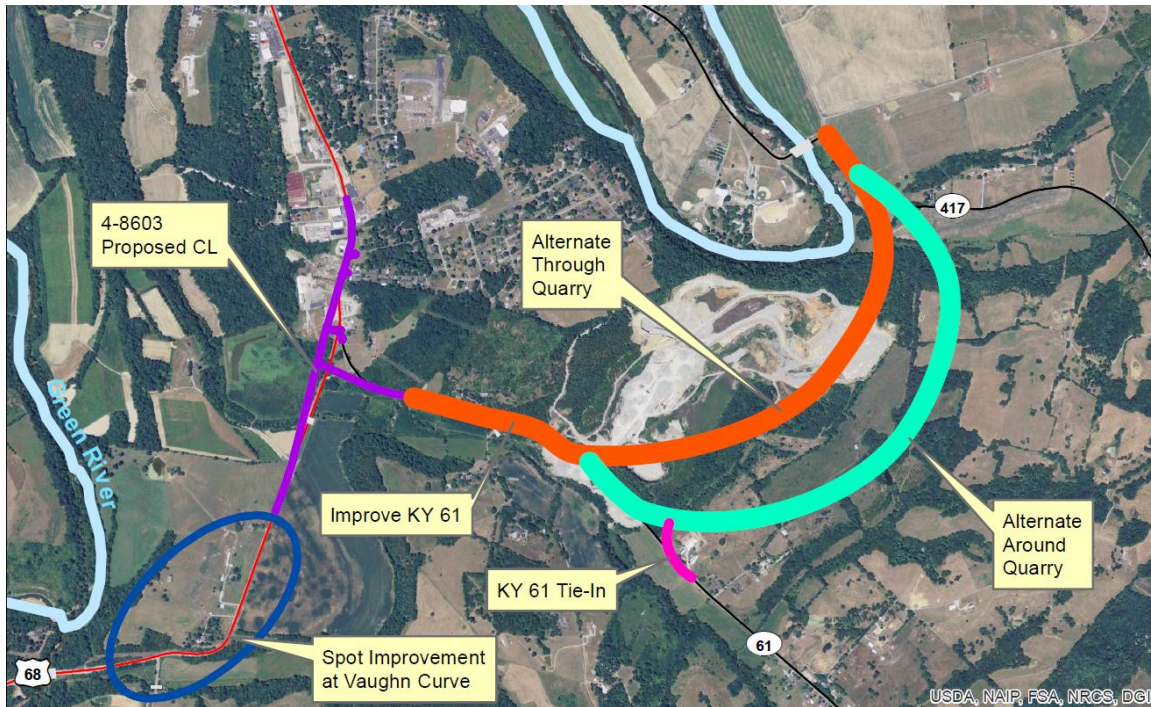 4-8603
Proposed CL
Alternate
Through
Quarry
417
Green River
Improve KY 61
KY 61 Tie-In
Alternate
Around
Quarry
61
68
Spot Improvement
at Vaughn Curve
USDA, NAIP, FSA, NRCS, DGI